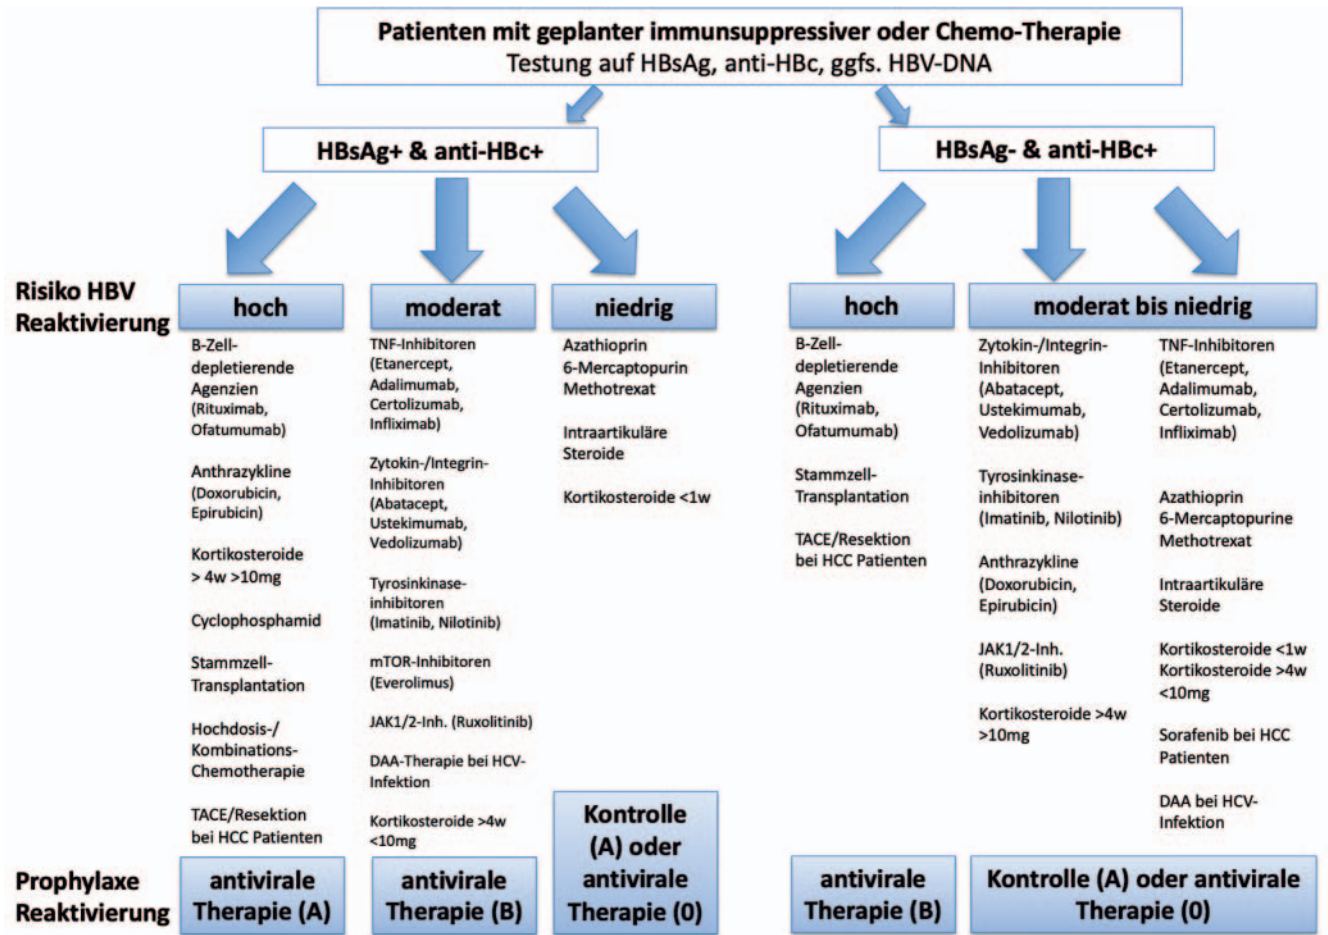 Patienten mit geplanter immunsuppressiver oder Chemo-Therapie
Testung auf HBsAg, anti-HBc, ggfs. HBV-DNA
HBsAg+ & anti-HBc+
HBsAg- & anti-HBc+
Risiko HBV
Reaktivierung
hoch
B-Zell-
depletierende
Agenzien
(Rituximab,
Ofatumumab)
Anthrazykline
(Doxorubicin,
Epirubicin)
Kortikosteroide
> 4w >10mg
Cyclophosphamid
Stammzell-
Transplantation
Hochdosis-/
Kombinations-
Chemotherapie
TACE/Resektion
bei HCC Patienten
moderat
TNF-Inhibitoren
(Etanercept,
Adalimumab,
Certolizumab,
Infliximab)
Zytokin-/Integrin-
Inhibitoren
(Abatacept,
Ustekimumab,
Vedolizumab)
Tyrosinkinase-
inhibitoren
(Imatinib, Nilotinib)
mTOR-Inhibitoren
(Everolimus)
JAK1/2-Inh. (Ruxolitinib)
DAA-Therapie bei HCV-
Infektion
Kortikosteroide >4w
<10mg
niedrig
Azathioprin
6-Mercaptopurin
Methotrexat
Intraartikuläre
Steroide
Kortikosteroide <1w
hoch
B-Zell-
depletierende
Agenzien
(Rituximab,
Ofatumumab)
Stammzell-
Transplantation
TACE/Resektion
bei HCC Patienten
moderat bis niedrig
Zytokin-/Integrin-
Inhibitoren
(Abatacept,
Ustekimumab,
Vedolizumab)
Tyrosinkinase-
inhibitoren
(Imatinib, Nilotinib)
Anthrazykline
(Doxorubicin,
Epirubicin)
JAK1/2-Inh.
(Ruxolitinib)
Kortikosteroide >4w
>10mg
TNF-Inhibitoren
(Etanercept,
Adalimumab,
Certolizumab,
Infliximab)
Azathioprin
6-Mercaptopurine
Methotrexat
Intraartikuläre
Steroide
Kortikosteroide <1w
Kortikosteroide >4w
<10mg
Sorafenib bei HCC
Patienten
DAA bei HCV-
Infektion
Prophylaxe
Reaktivierung
antivirale
Therapie (A)
antivirale
Therapie (B)
Kontrolle
(A) oder
antivirale
Therapie (0)
antivirale
Therapie (B)
Kontrolle (A) oder antivirale
Therapie (0)